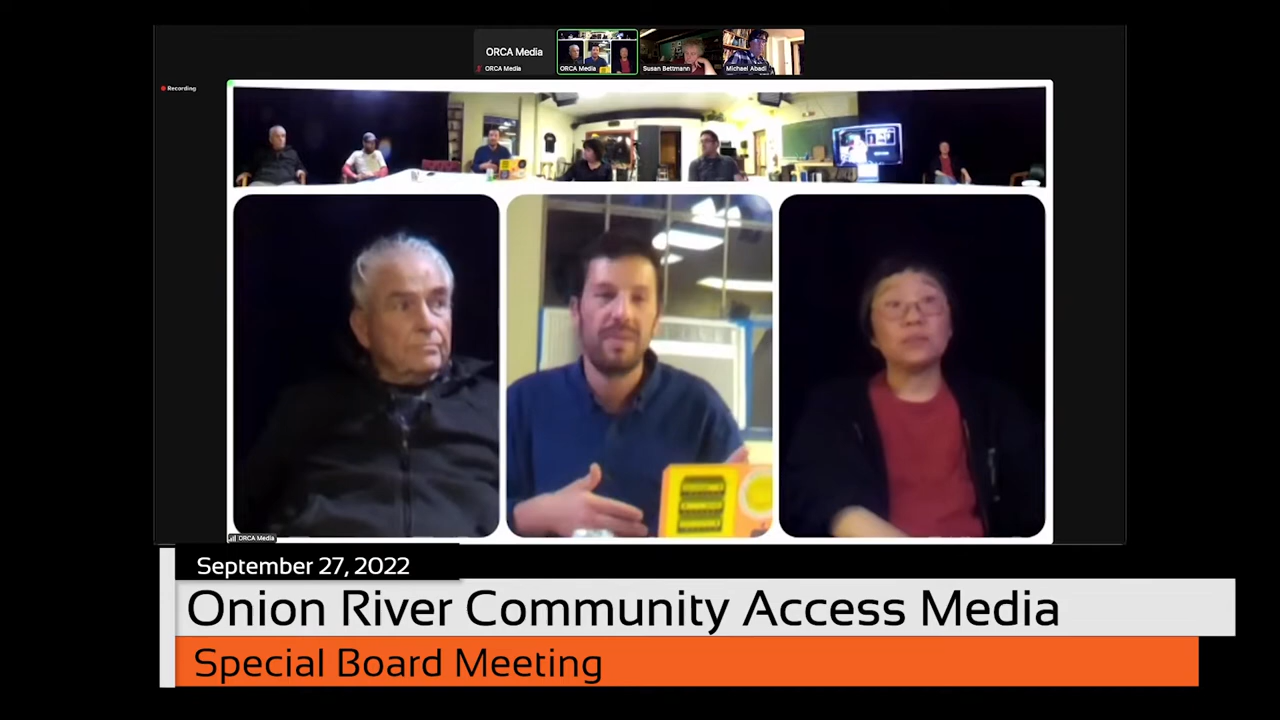 ORCA Media
ORCA Media
ORCA Media
Susan Bettmann
Michael Abadi
Recording
ORCA Media
September 27, 2022
Onion River Community Access Media
Special Board Meeting